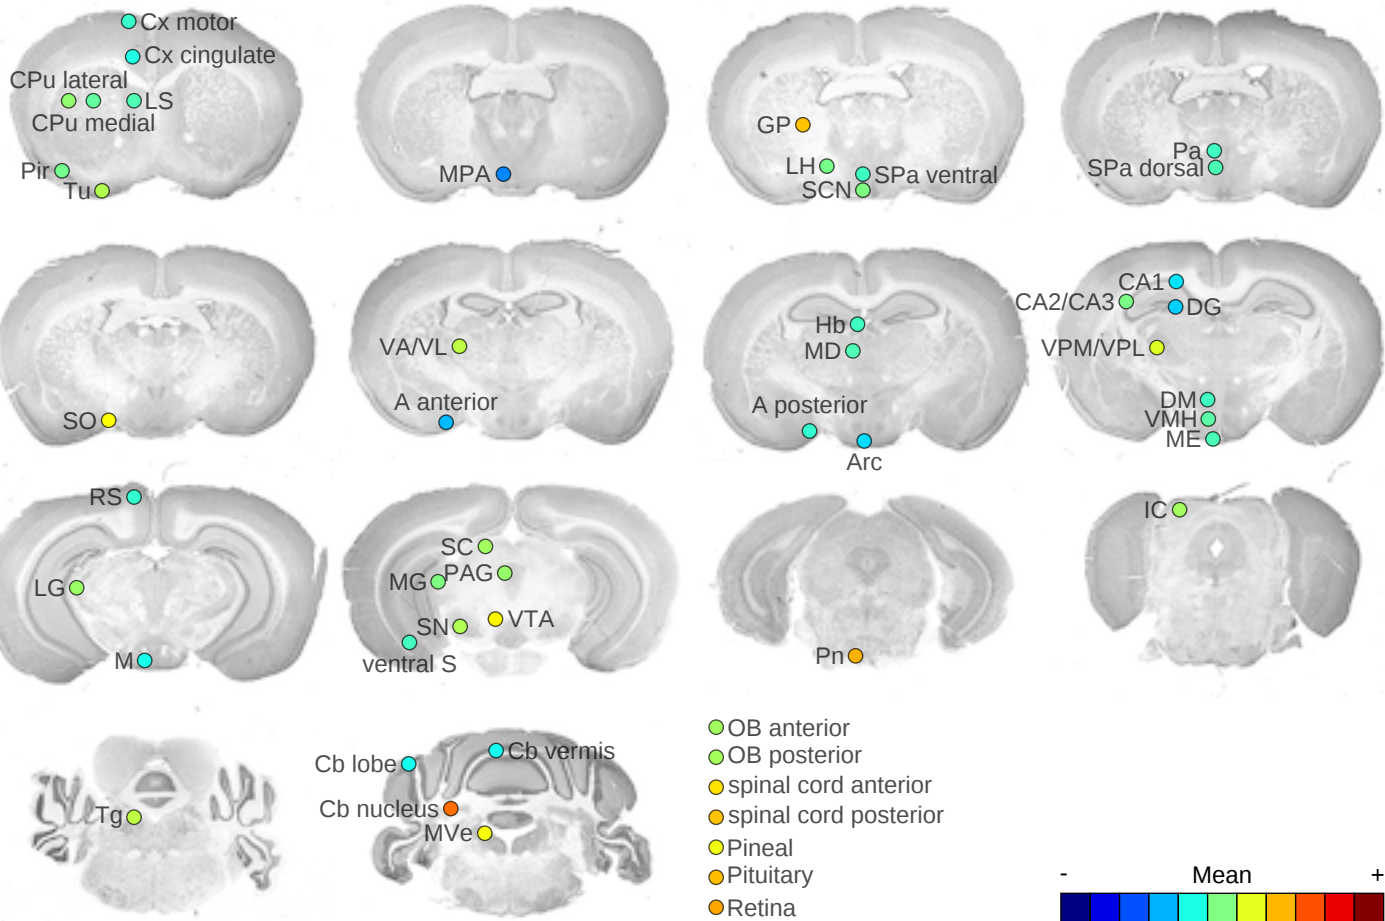 Cx motor
Cx cingulate
CPu lateral
LS
CPu medial
Pir
Tu
MPA
GP
LH
SPa ventral
SCN
Pa
SPa dorsal
SO
VA/VL
A anterior
Hb
MD
A posterior
Arc
CA1
CA2/CA3
DG
VPM/VPL
DM
VMH
ME
RS
LG
M
SC
PAG
MG
VTA
SN
ventral S
Pn
IC
Tg
Cb vermis
Cb lobe
Cb nucleus
MVe
OB anterior
OB posterior
spinal cord anterior
spinal cord posterior
Pineal
Pituitary
Retina
- Mean +